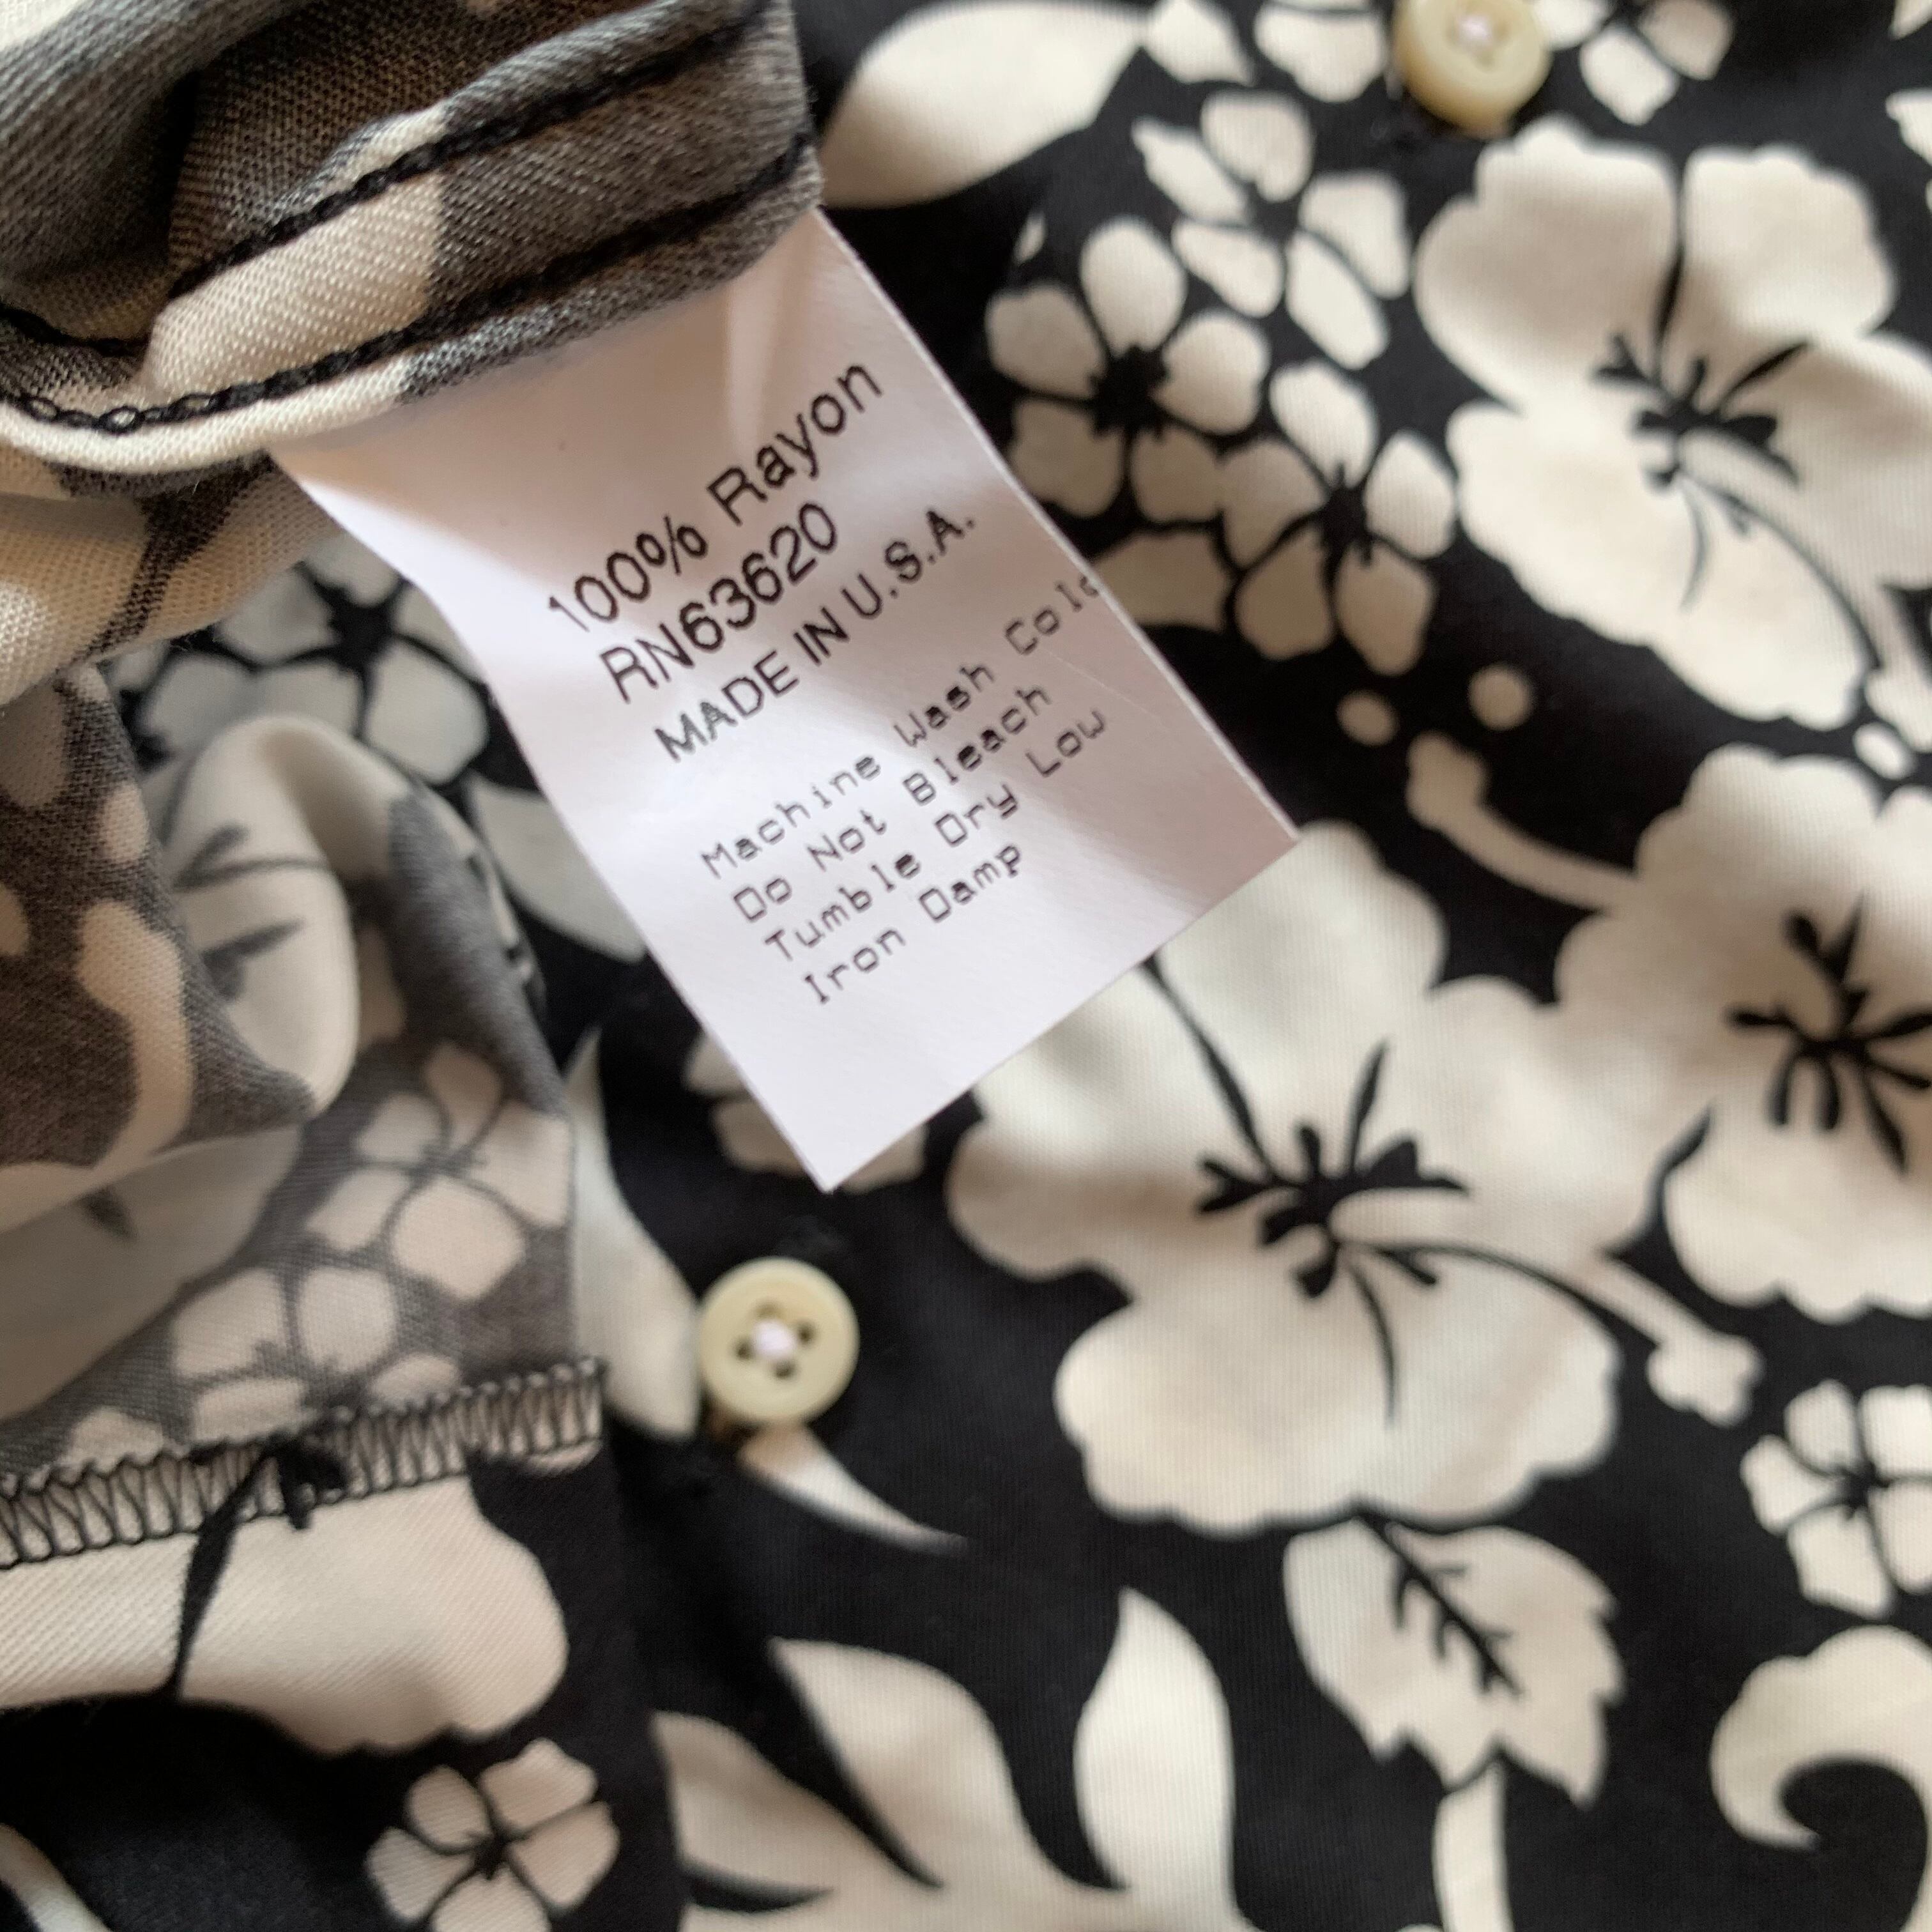 100% Rayon
RN63620
MADE IN U.S.A.
Machine Wash Cold
Do Not Bleach
Tumble Dry Low
Iron Damp